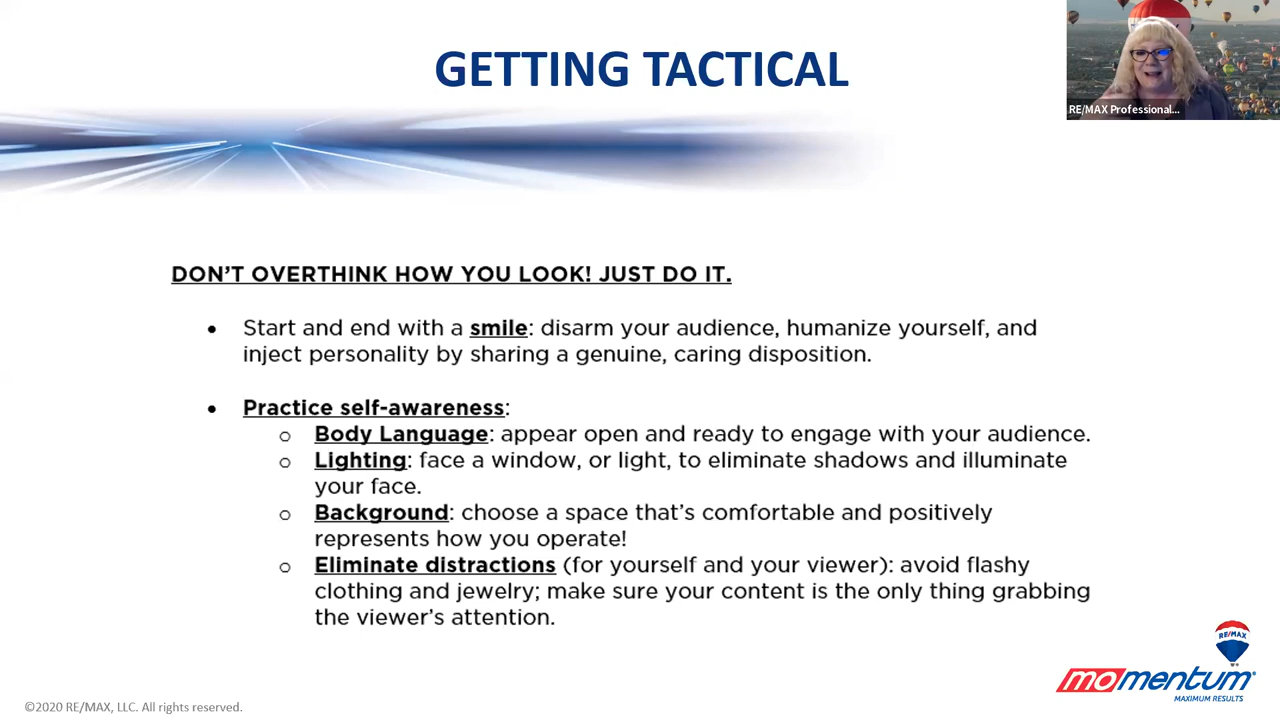 GETTING TACTICAL
RE/MAX Professional...
DON'T OVERTHINK HOW YOU LOOK! JUST DO IT.
• Start and end with a smile: disarm your audience, humanize yourself, and
inject personality by sharing a genuine, caring disposition.
• Practice self-awareness:
o Body Language: appear open and ready to engage with your audience.
o Lighting: face a window, or light, to eliminate shadows and illuminate
your face.
o Background: choose a space that's comfortable and positively
represents how you operate!
o Eliminate distractions (for yourself and your viewer): avoid flashy
clothing and jewelry; make sure your content is the only thing grabbing
the viewer's attention.
RE/MAX
momentum®
MAXIMUM RESULTS
©2020 RE/MAX, LLC. All rights reserved.